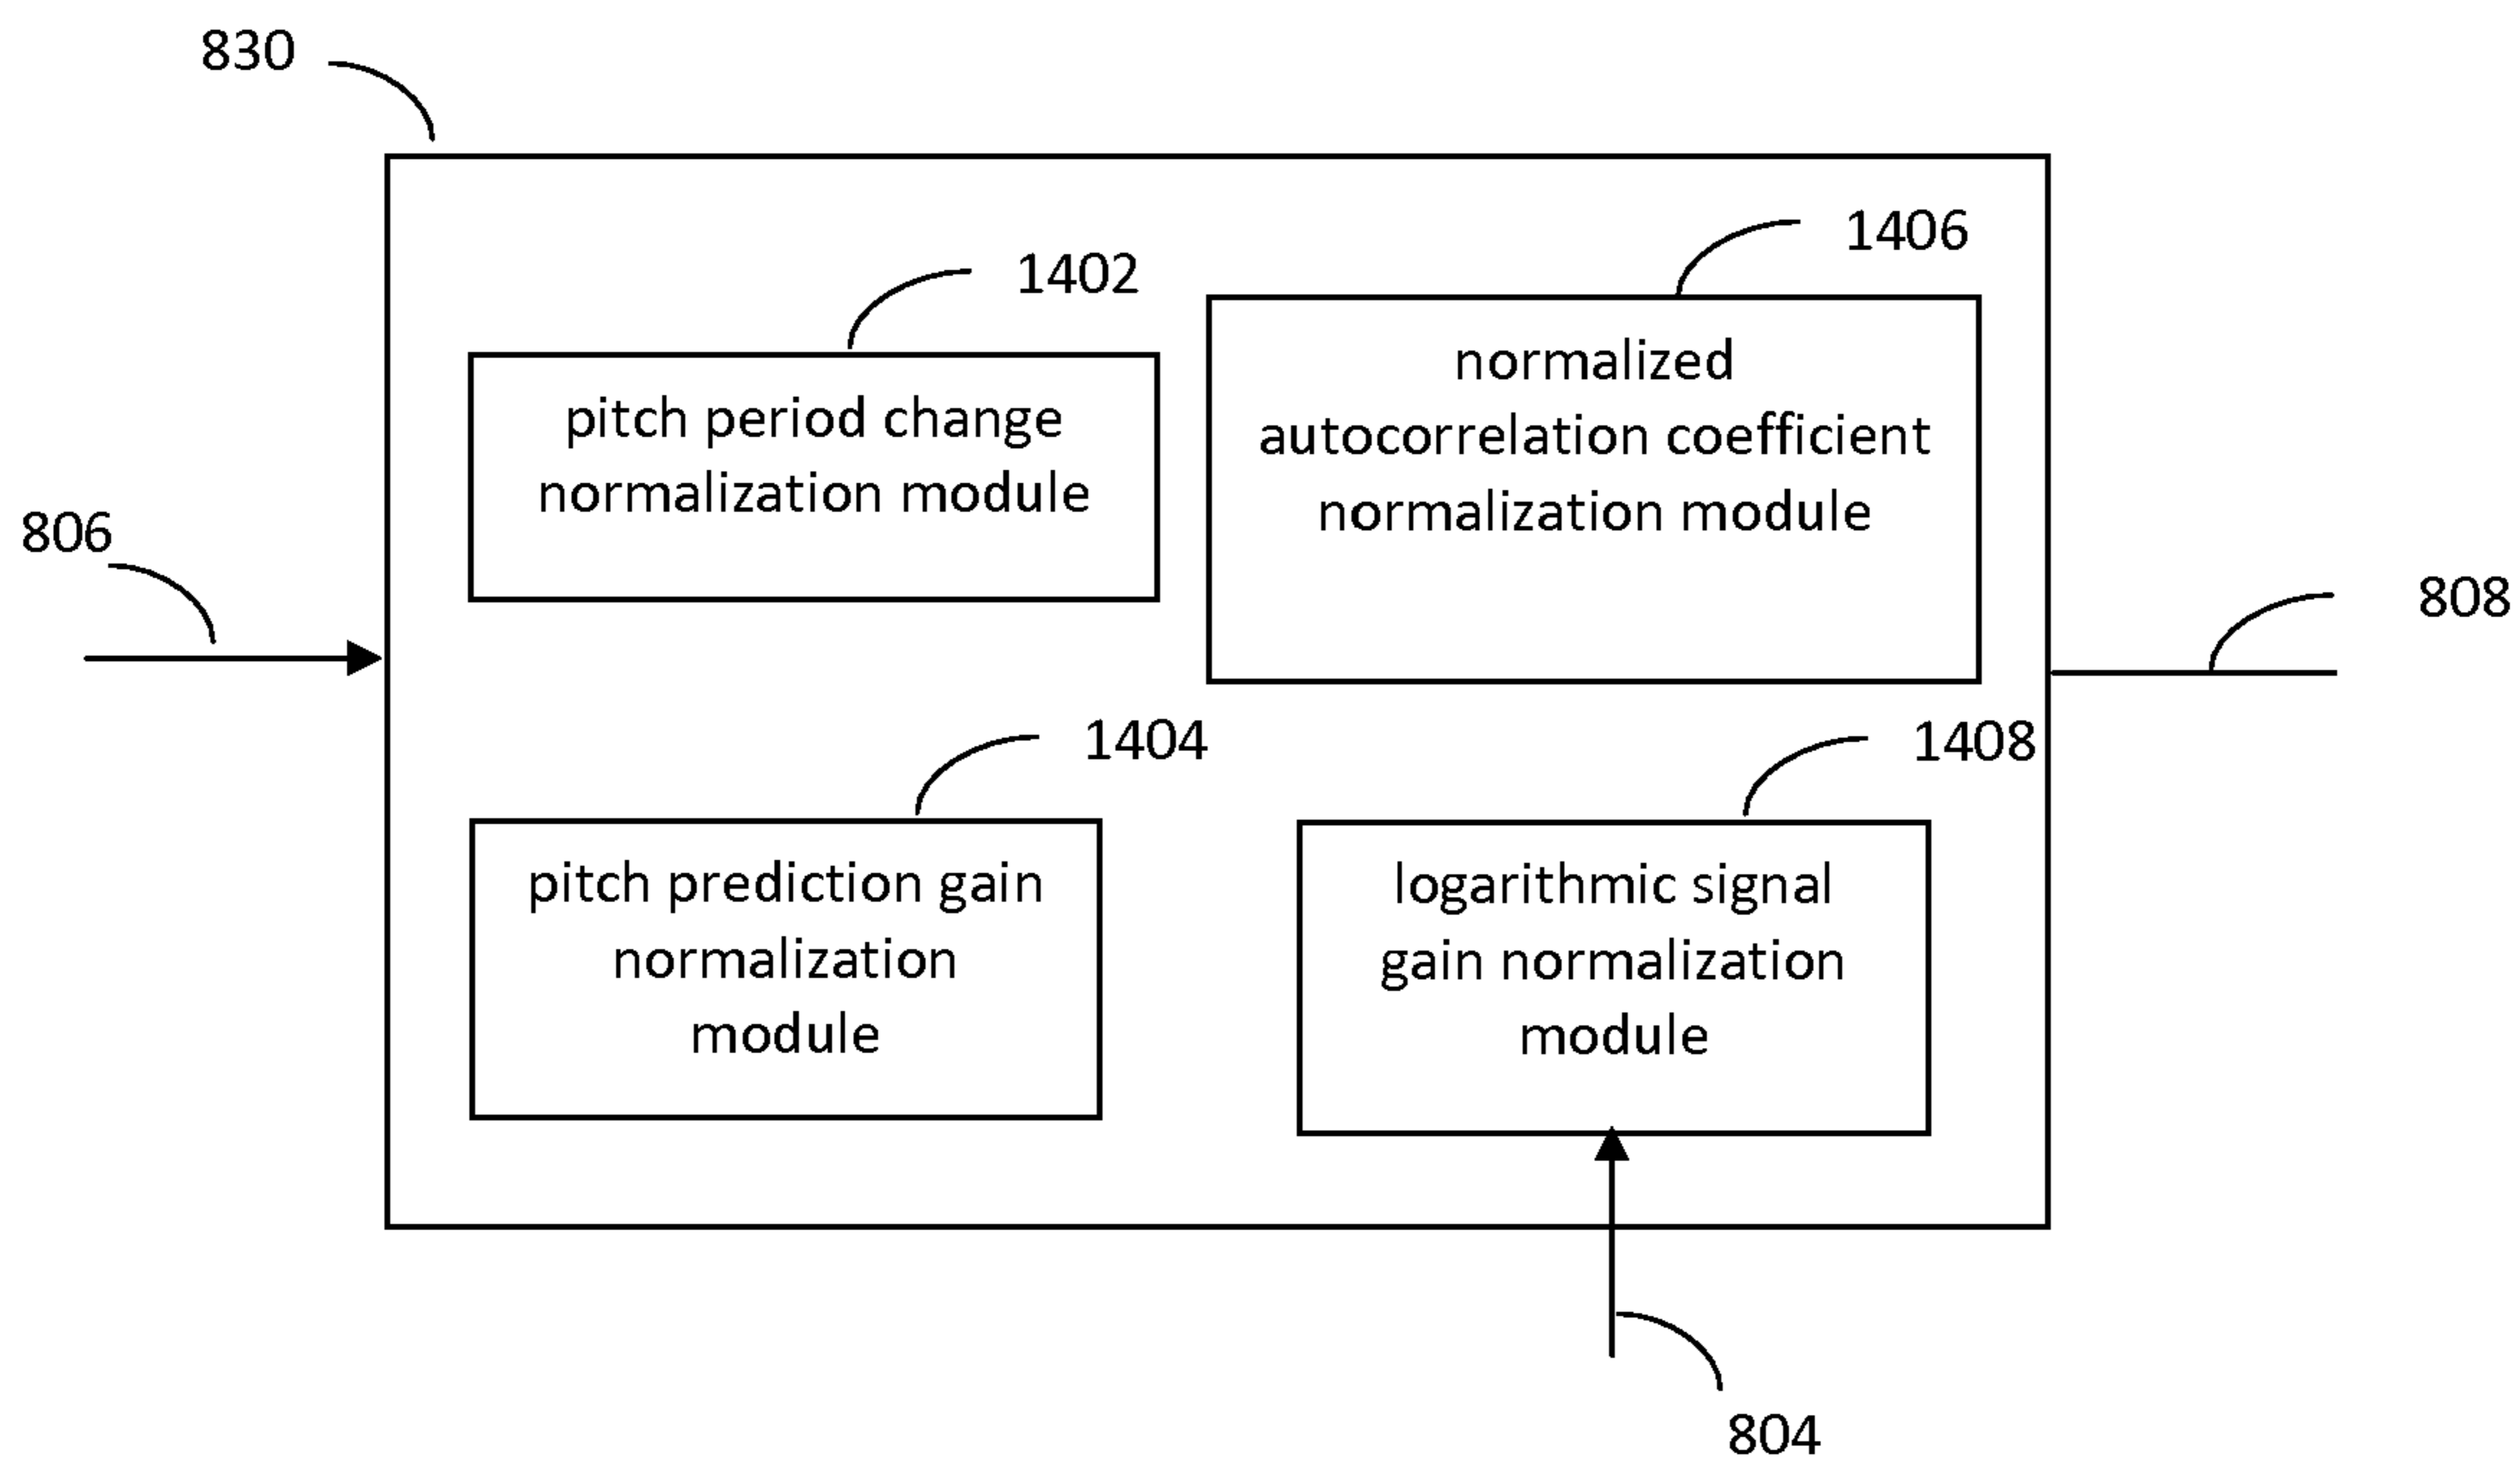 830
1406
1402
normalized
autocorrelation coefficient
normalization module
pitch period change
normalization module
806
808
1404
1408
pitch prediction gain
normalization
module
logarithmic signal
gain normalization
module
804